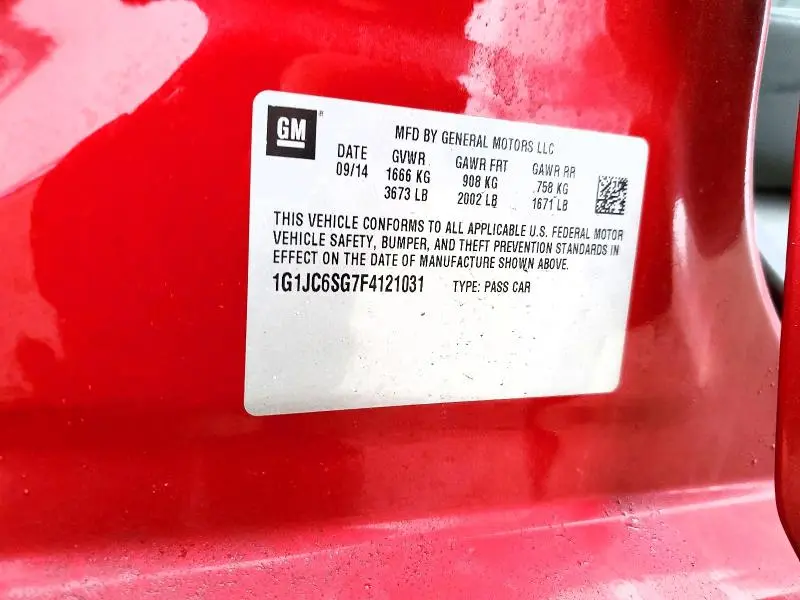 GM
MFD BY GENERAL MOTORS LLC
DATE GVWR GAWR FRT GAWR RR
09/14 1666 KG 908 KG 758 KG
3673 LB 2002 LB 1671 LB
THIS VEHICLE CONFORMS TO ALL APPLICABLE U.S. FEDERAL MOTOR
VEHICLE SAFETY, BUMPER, AND THEFT PREVENTION STANDARDS IN
EFFECT ON THE DATE OF MANUFACTURE SHOWN ABOVE.
1G1JC6SG7F4121031 TYPE: PASS CAR